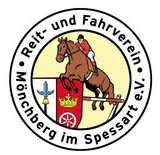 Reit- und Fahrverein
Mönchberg im Spessart e.V.